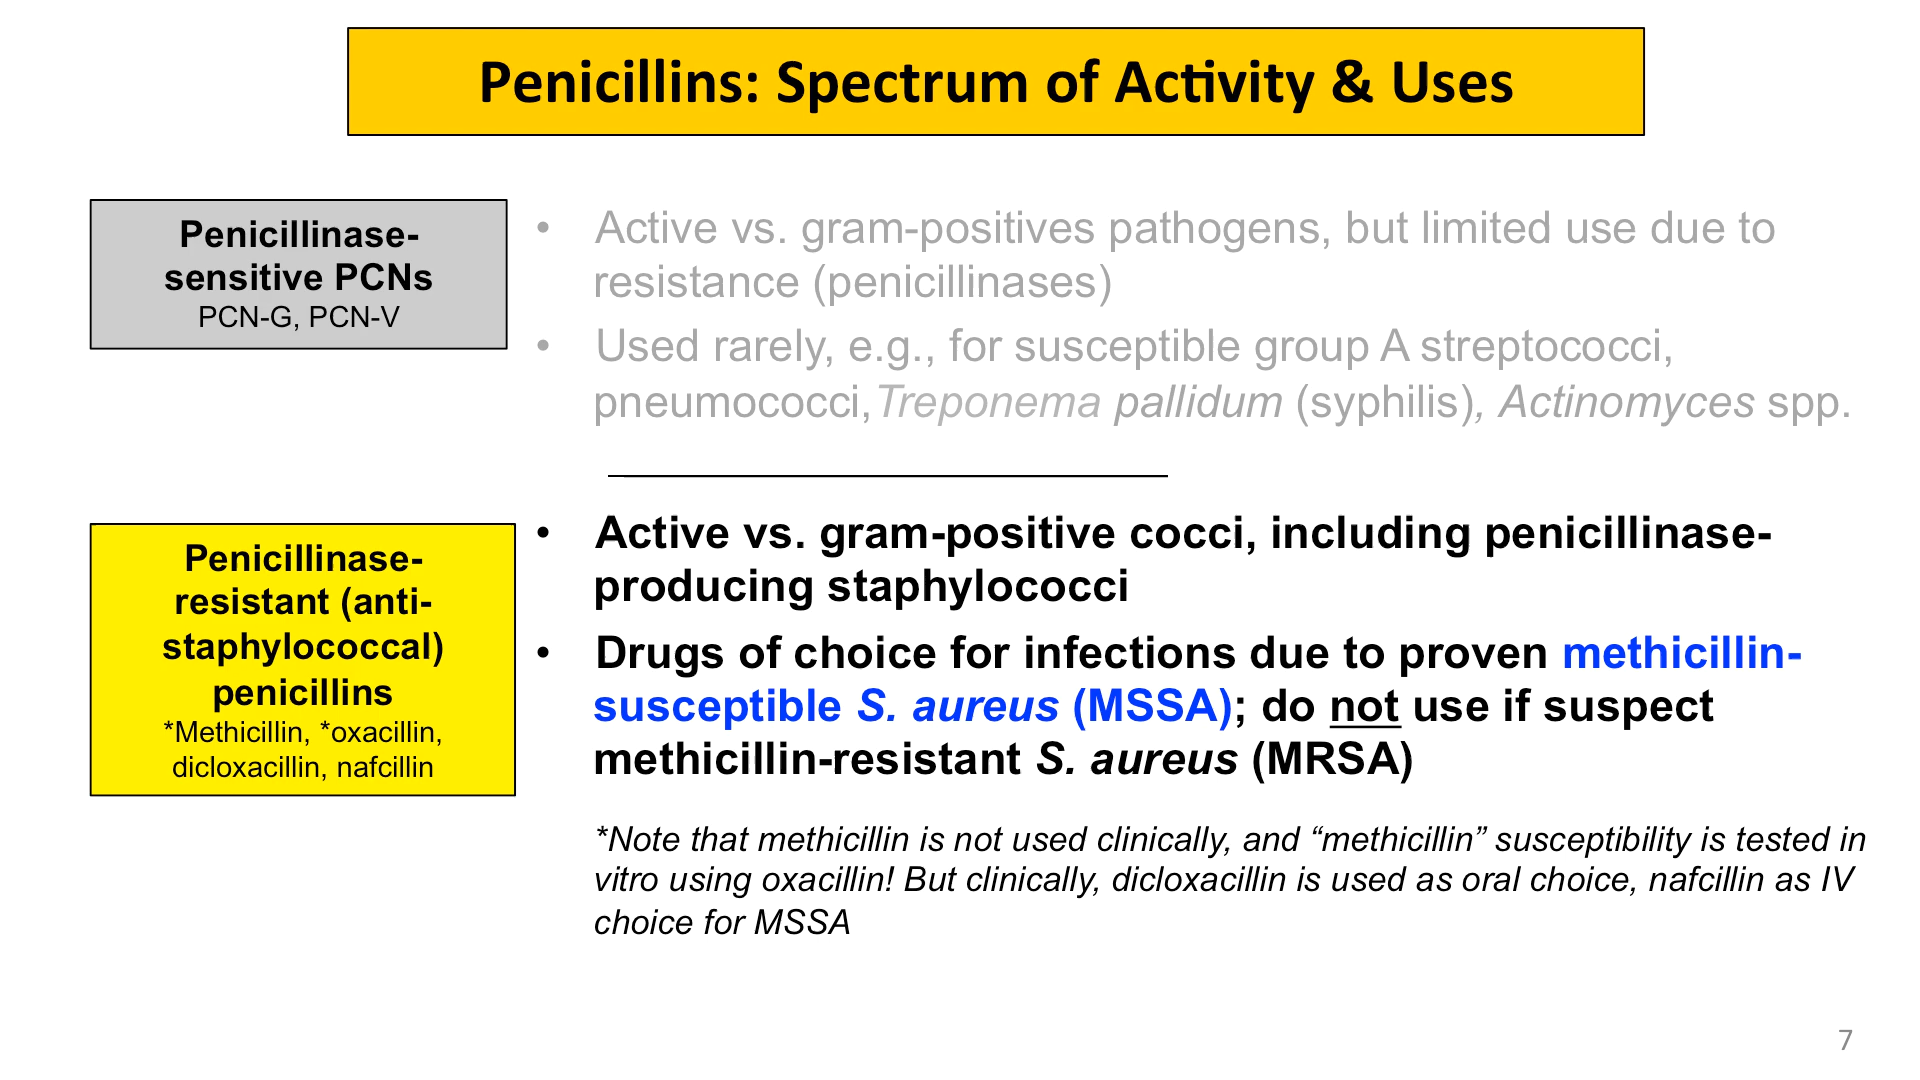 Penicillins: Spectrum of Activity & Uses
Penicillinase-
sensitive PCNs
PCN-G, PCN-V
• Active vs. gram-positives pathogens, but limited use due to
resistance (penicillinases)
• Used rarely, e.g., for susceptible group A streptococci,
pneumococci, Treponema pallidum (syphilis), Actinomyces spp.
Penicillinase-
resistant (anti-
staphylococcal)
penicillins
*Methicillin, *oxacillin,
dicloxacillin, nafcillin
• Active vs. gram-positive cocci, including penicillinase-
producing staphylococci
• Drugs of choice for infections due to proven methicillin-
susceptible S. aureus (MSSA); do not use if suspect
methicillin-resistant S. aureus (MRSA)
*Note that methicillin is not used clinically, and “methicillin” susceptibility is tested in
vitro using oxacillin! But clinically, dicloxacillin is used as oral choice, nafcillin as IV
choice for MSSA
7